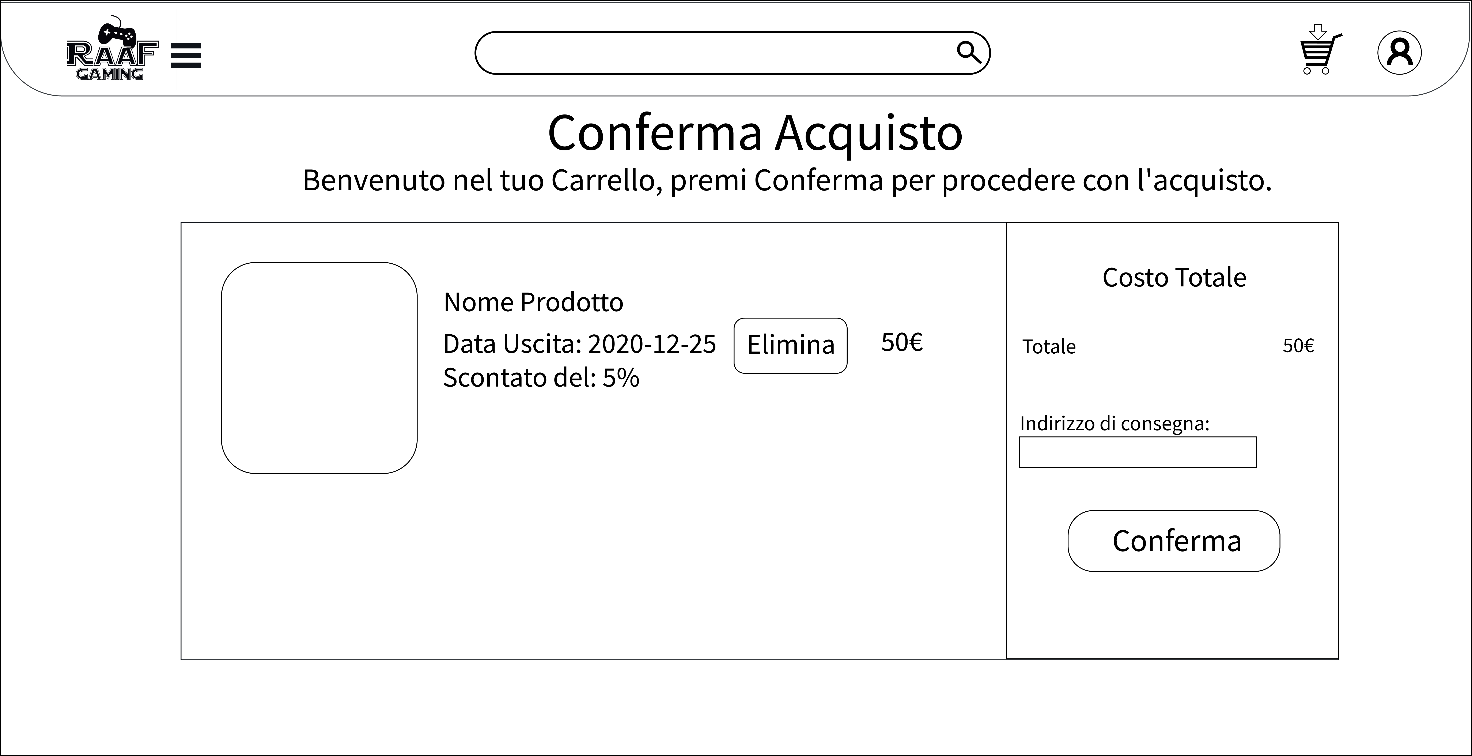 RAAF
GAMING
Conferma Acquisto
Benvenuto nel tuo Carrello, premi Conferma per procedere con l'acquisto.
Nome Prodotto
Data Uscita: 2020-12-25
Scontato del: 5%
Elimina
50€
Costo Totale
Totale 50€
Indirizzo di consegna:
Conferma